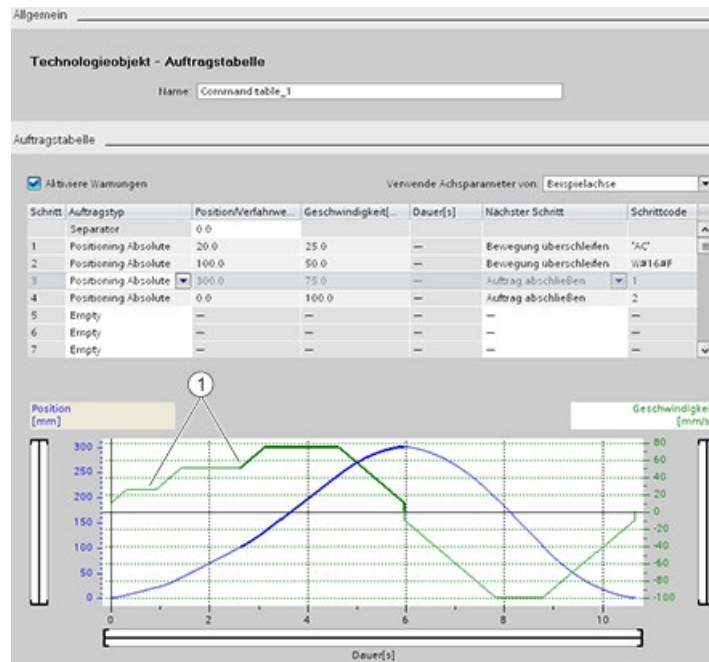 Allgemein
Technologieobjekt - Auftragstabelle
Name: Command table_1
Auftragstabelle
Aktiviere Warnungen Verwende Achsparameter von: Beispielachse
Schritt Auftragstyp Position/Verfahrwe... Geschwindigkeit[... Dauer[s] Nächster Schritt Schrittcode
Separator 0.0
1 Positioning Absolute 20.0 25.0 — Bewegung überschleifen "AC"
2 Positioning Absolute 100.0 50.0 — Bewegung überschleifen W#16#F
3 Positioning Absolute 300.0 75.0 — Auftrag abschließen 1
4 Positioning Absolute 0.0 100.0 — Auftrag abschließen 2
5 Empty — — — — —
6 Empty — — — — —
7 Empty — — — — —
1
Position Geschwindigkei
[mm] [mm/s
300 80
60
250 40
200 20
150 0
-20
100 -40
50 -60
-80
0 -100
0 2 4 6 8 10
Dauer[s]